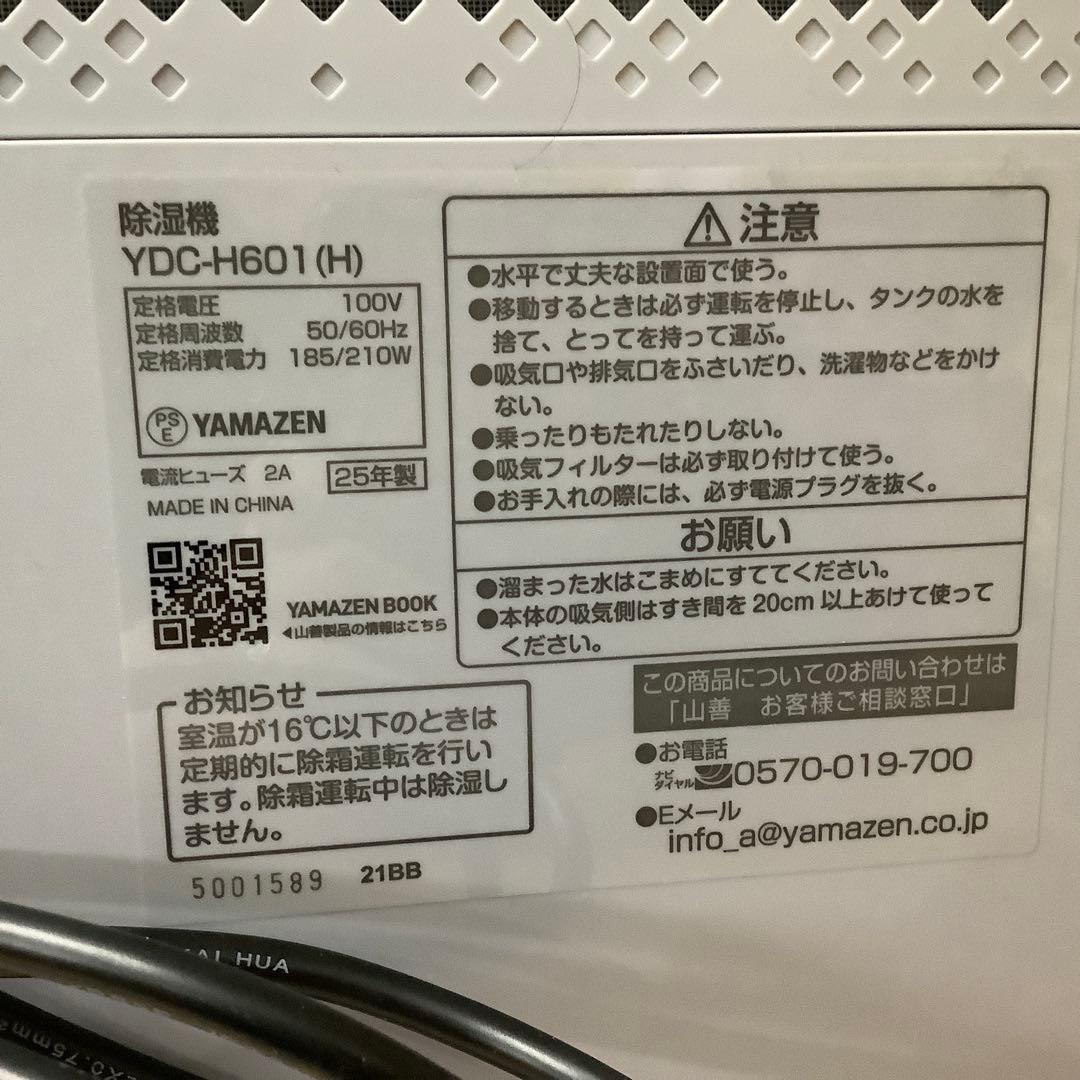 除湿機
YDC-H601(H)
定格電圧 100V
定格周波数 50/60Hz
定格消費電力 185/210W
PS
E
YAMAZEN
電流ヒューズ 2A 25年製
MADE IN CHINA
YAMAZEN BOOK
◀山善製品の情報はこちら
お知らせ
室温が16℃以下のときは
定期的に除霜運転を行い
ます。除霜運転中は除湿し
ません。
5001589 21BB
注意
●水平で丈夫な設置面で使う。
●移動するときは必ず運転を停止し、タンクの水を
捨て、とってを持って運ぶ。
●吸気口や排気口をふさいだり、洗濯物などをかけ
ない。
●乗ったりもたれたりしない。
●吸気フィルターは必ず取り付けて使う。
●お手入れの際には、必ず電源プラグを抜く。
お願い
●溜まった水はこまめにすててください。
●本体の吸気側はすき間を20cm 以上あけて使って
ください。
この商品についてのお問い合わせは
「山善 お客様ご相談窓口」
●お電話
ナビ
ダイヤル
0570-019-700
●Eメール
info_a@yamazen.co.jp
HUA
0.75mm²